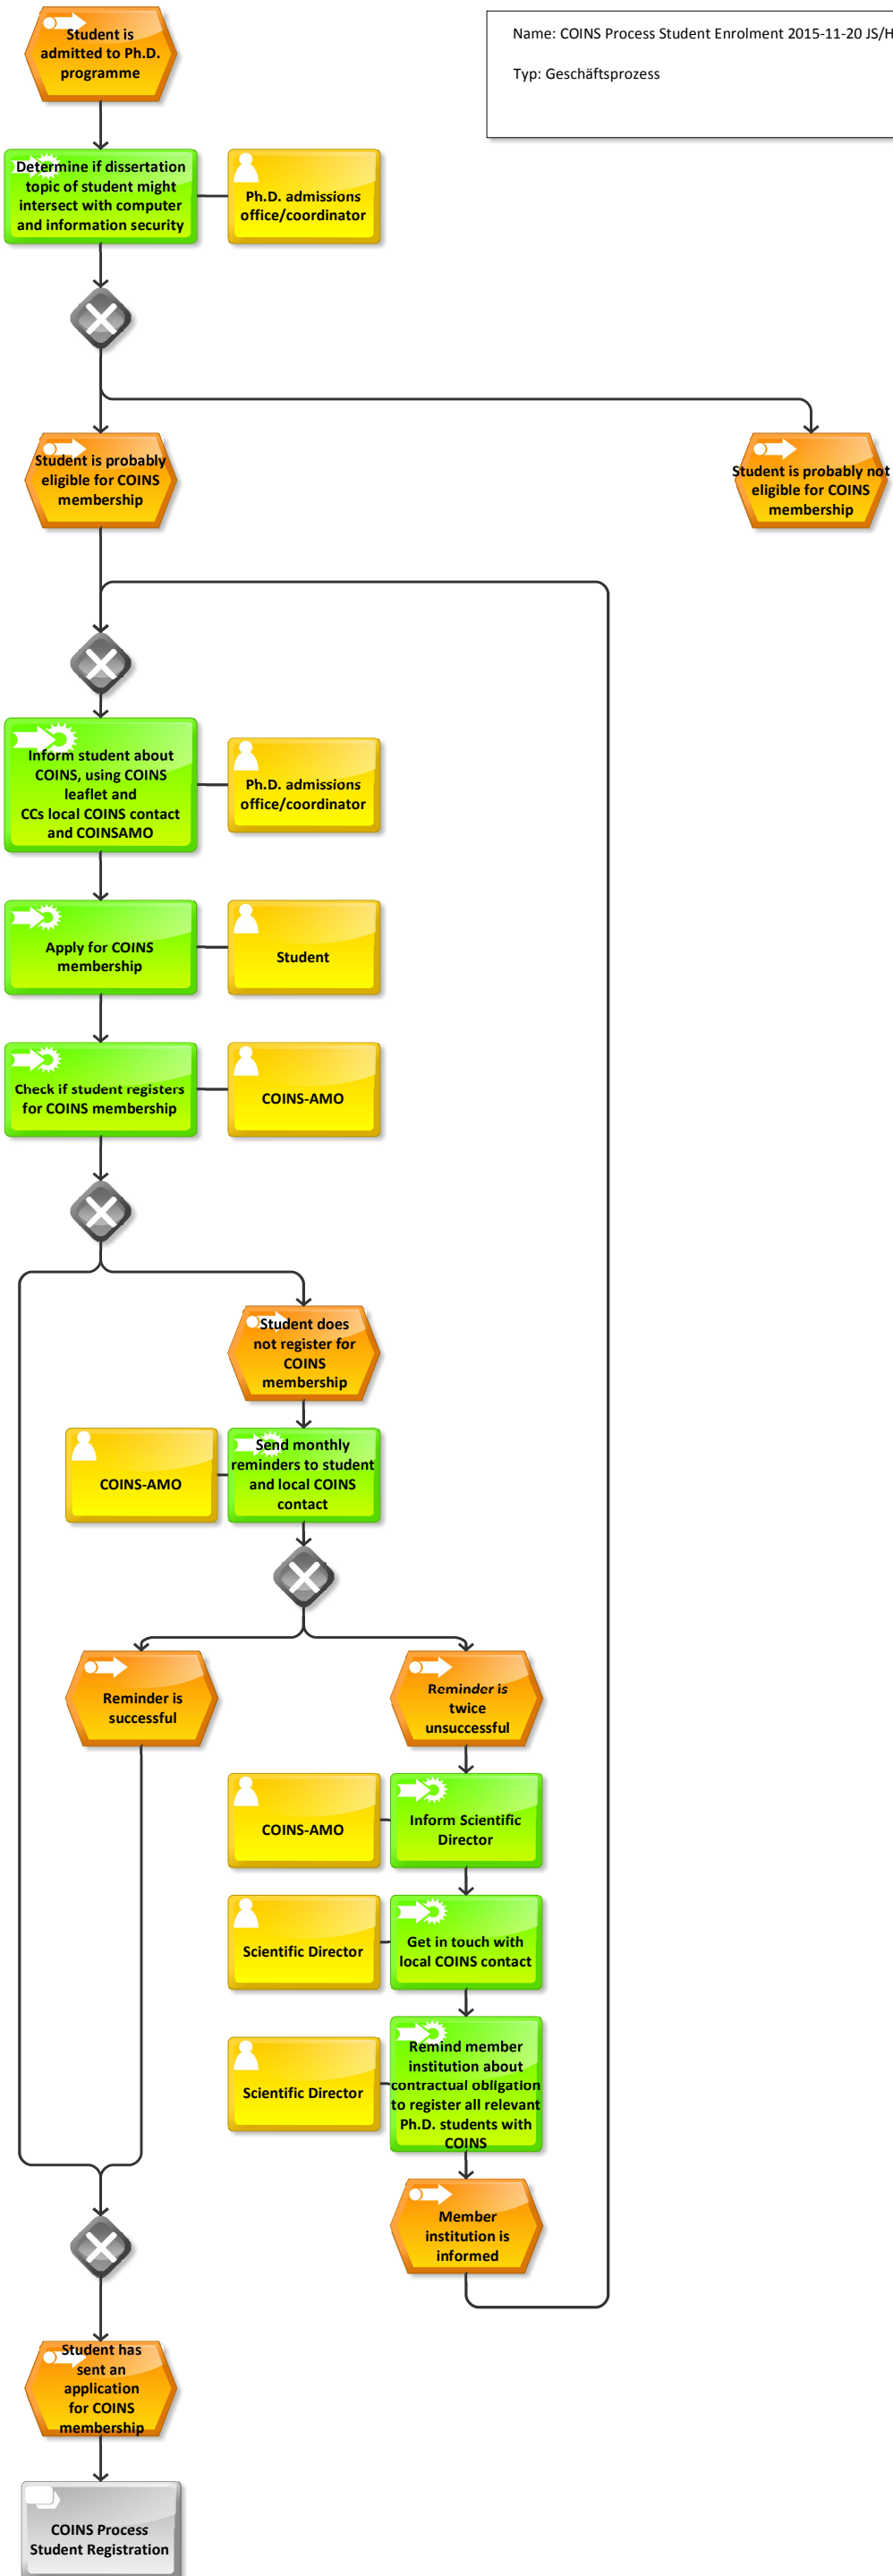 Name: COINS Process Student Enrolment 2015-11-20 JS/H
Typ: Geschäftsprozess
Student is
admitted to Ph.D.
programme
Determine if dissertation
topic of student might
intersect with computer
and information security
Ph.D. admissions
office/coordinator
Student is probably
eligible for COINS
membership
Student is probably not
eligible for COINS
membership
Inform student about
COINS, using COINS
leaflet and
CCs local COINS contact
and COINSAMO
Ph.D. admissions
office/coordinator
Apply for COINS
membership
Student
Check if student registers
for COINS membership
COINS-AMO
Student does
not register for
COINS
membership
COINS-AMO
Send monthly
reminders to student
and local COINS
contact
Reminder is
successful
Reminder is
twice
unsuccessful
COINS-AMO
Inform Scientific
Director
Scientific Director
Get in touch with
local COINS contact
Scientific Director
Remind member
institution about
contractual obligation
to register all relevant
Ph.D. students with
COINS
Member
institution is
informed
Student has
sent an
application
for COINS
membership
COINS Process
Student Registration